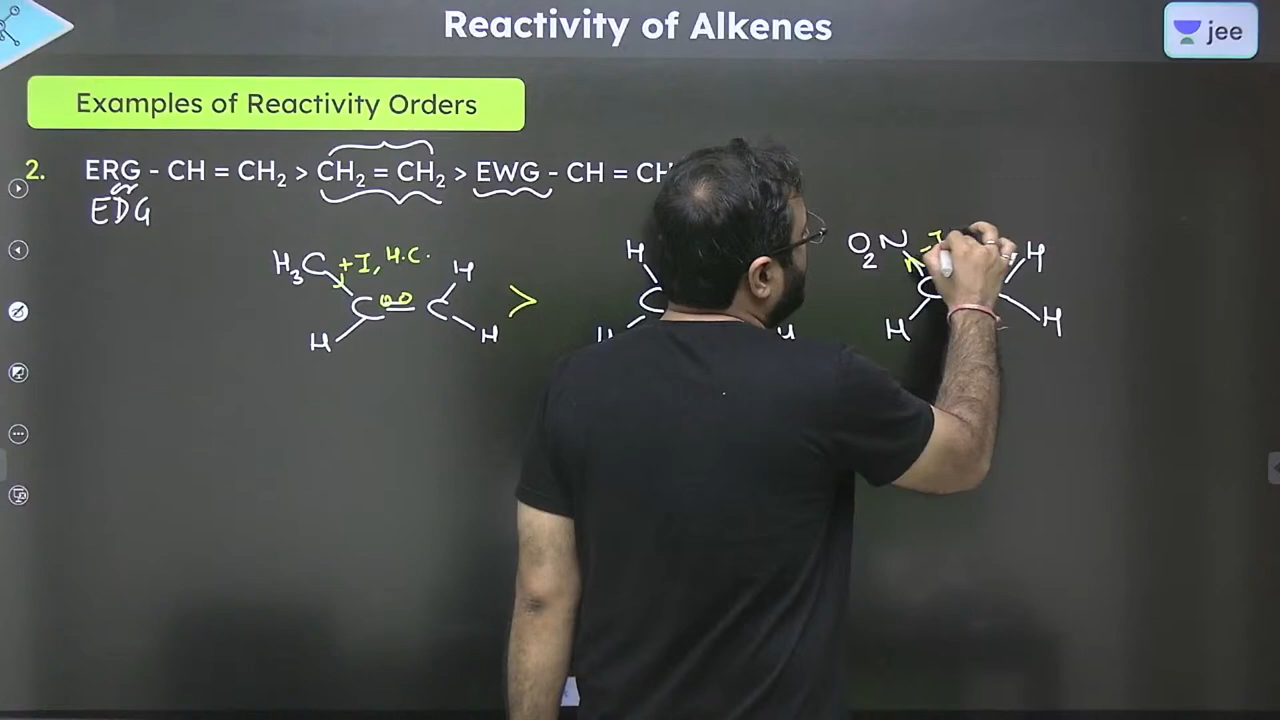 Reactivity of Alkenes
jee
Examples of Reactivity Orders
2. ERG - CH = CH₂ > CH₂ = CH₂ > EWG - CH = CH
or
EDG
H₃C +I, H.C. H
C = C
H H
>
H
C
H H
O₂N -I H
C
H H